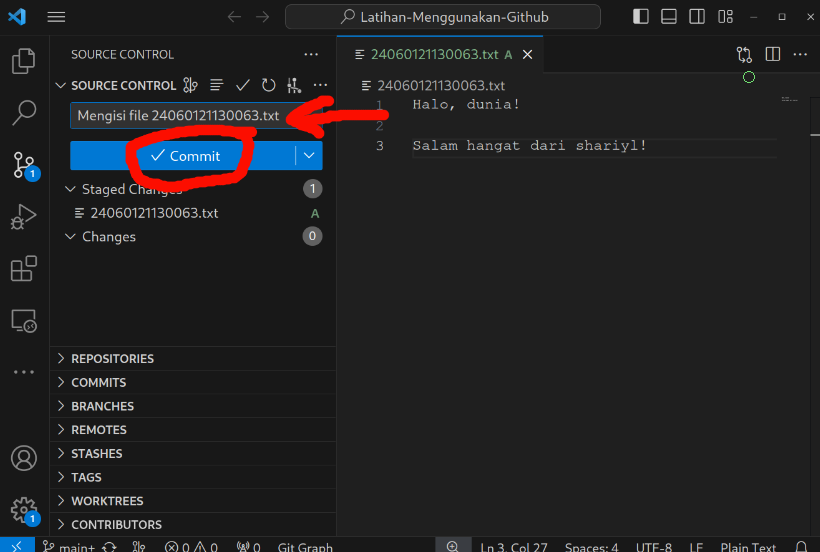 Latihan-Menggunakan-Github
SOURCE CONTROL
SOURCE CONTROL
Mengisi file 24060121130063.txt
Commit
Staged Changes
1
24060121130063.txt
A
Changes
0
1
REPOSITORIES
COMMITS
BRANCHES
REMOTES
STASHES
TAGS
WORKTREES
CONTRIBUTORS
1
24060121130063.txt A
24060121130063.txt
1 Halo, dunia!
2
3 Salam hangat dari shariyl!
main+ 0 0 0 Git Graph Ln 3, Col 27 Spaces: 4 UTF-8 LF Plain Text